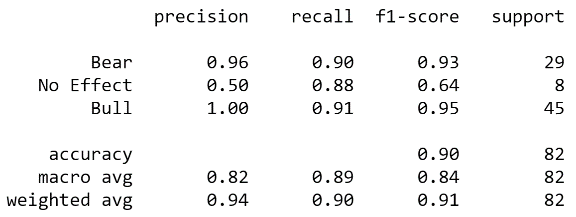 precision recall f1-score support
Bear 0.96 0.90 0.93 29
No Effect 0.50 0.88 0.64 8
Bull 1.00 0.91 0.95 45
accuracy 0.90 82
macro avg 0.82 0.89 0.84 82
weighted avg 0.94 0.90 0.91 82